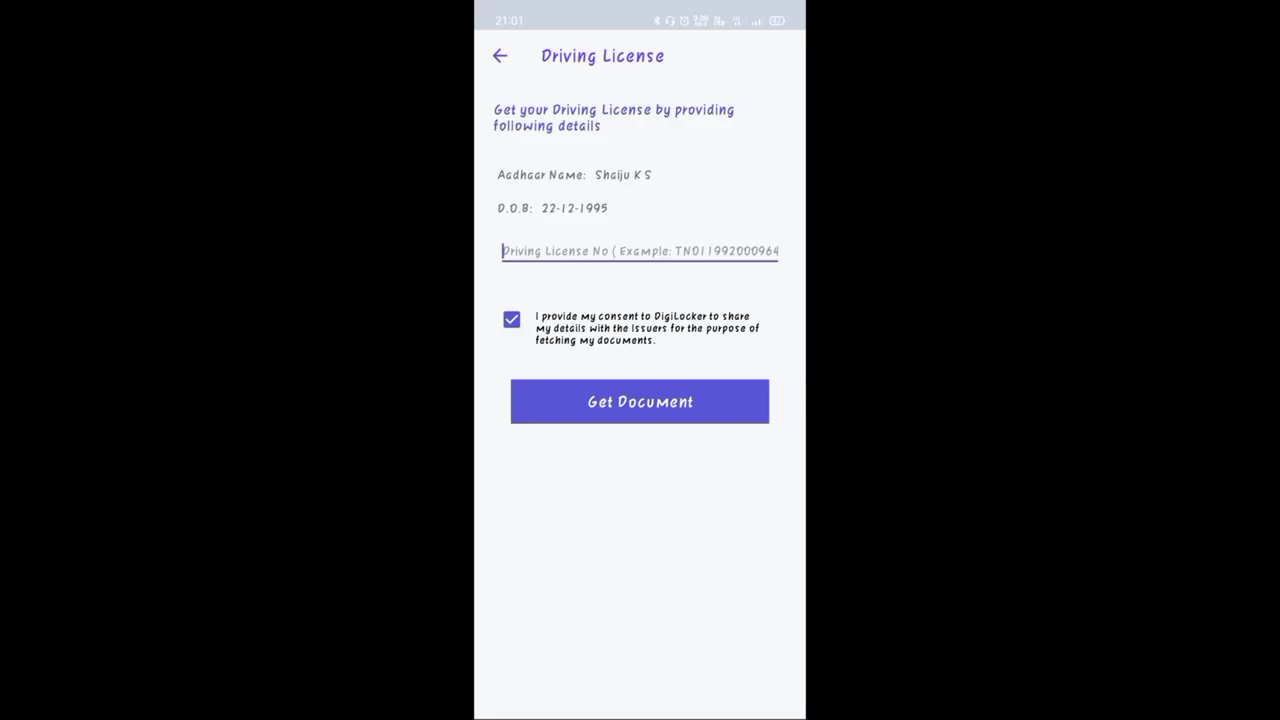 21:01
Driving License
Get your Driving License by providing
following details
Aadhaar Name: Shaiju K S
D.O.B: 22-12-1995
Driving License No ( Example: TN011992000964
I provide my consent to DigiLocker to share
my details with the Issuers for the purpose of
fetching my documents.
Get Document